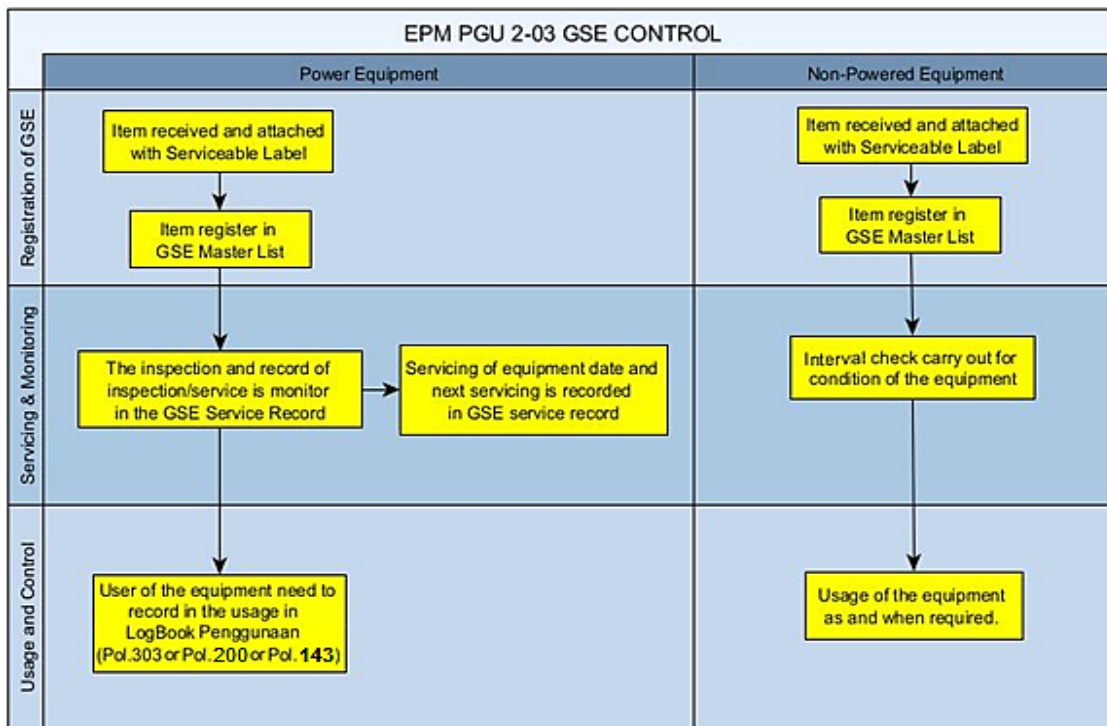 EPM PGU 2-03 GSE CONTROL
Power Equipment
Non-Powered Equipment
Registration of GSE
Item received and attached
with Serviceable Label
Item register in
GSE Master List
Item received and attached
with Serviceable Label
Item register in
GSE Master List
Servicing & Monitoring
The inspection and record of
inspection/service is monitor
in the GSE Service Record
Servicing of equipment date and
next servicing is recorded
in GSE service record
Interval check carry out for
condition of the equipment
Usage and Control
User of the equipment need to
record in the usage in
LogBook Penggunaan
(Pol.303 or Pol.200 or Pol.143)
Usage of the equipment
as and when required.